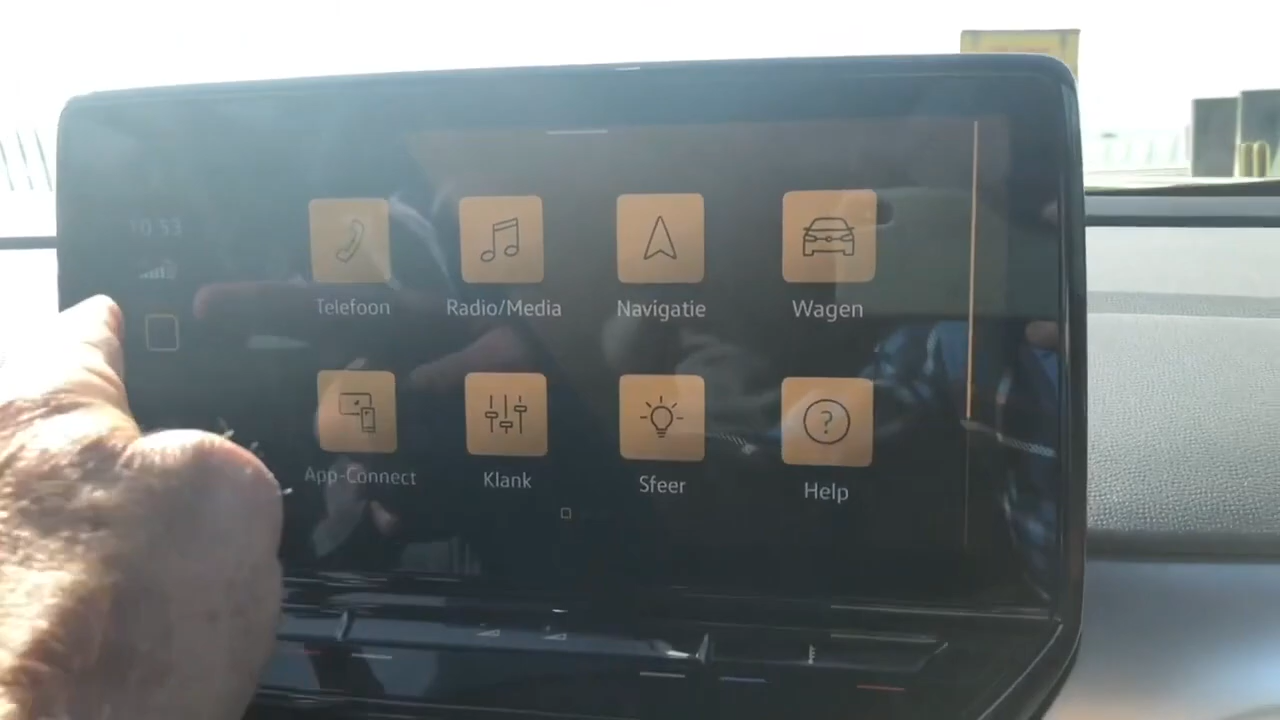 10 53
Telefoon
Radio/Media
Navigatie
Wagen
App-Connect
Klank
Sfeer
Help